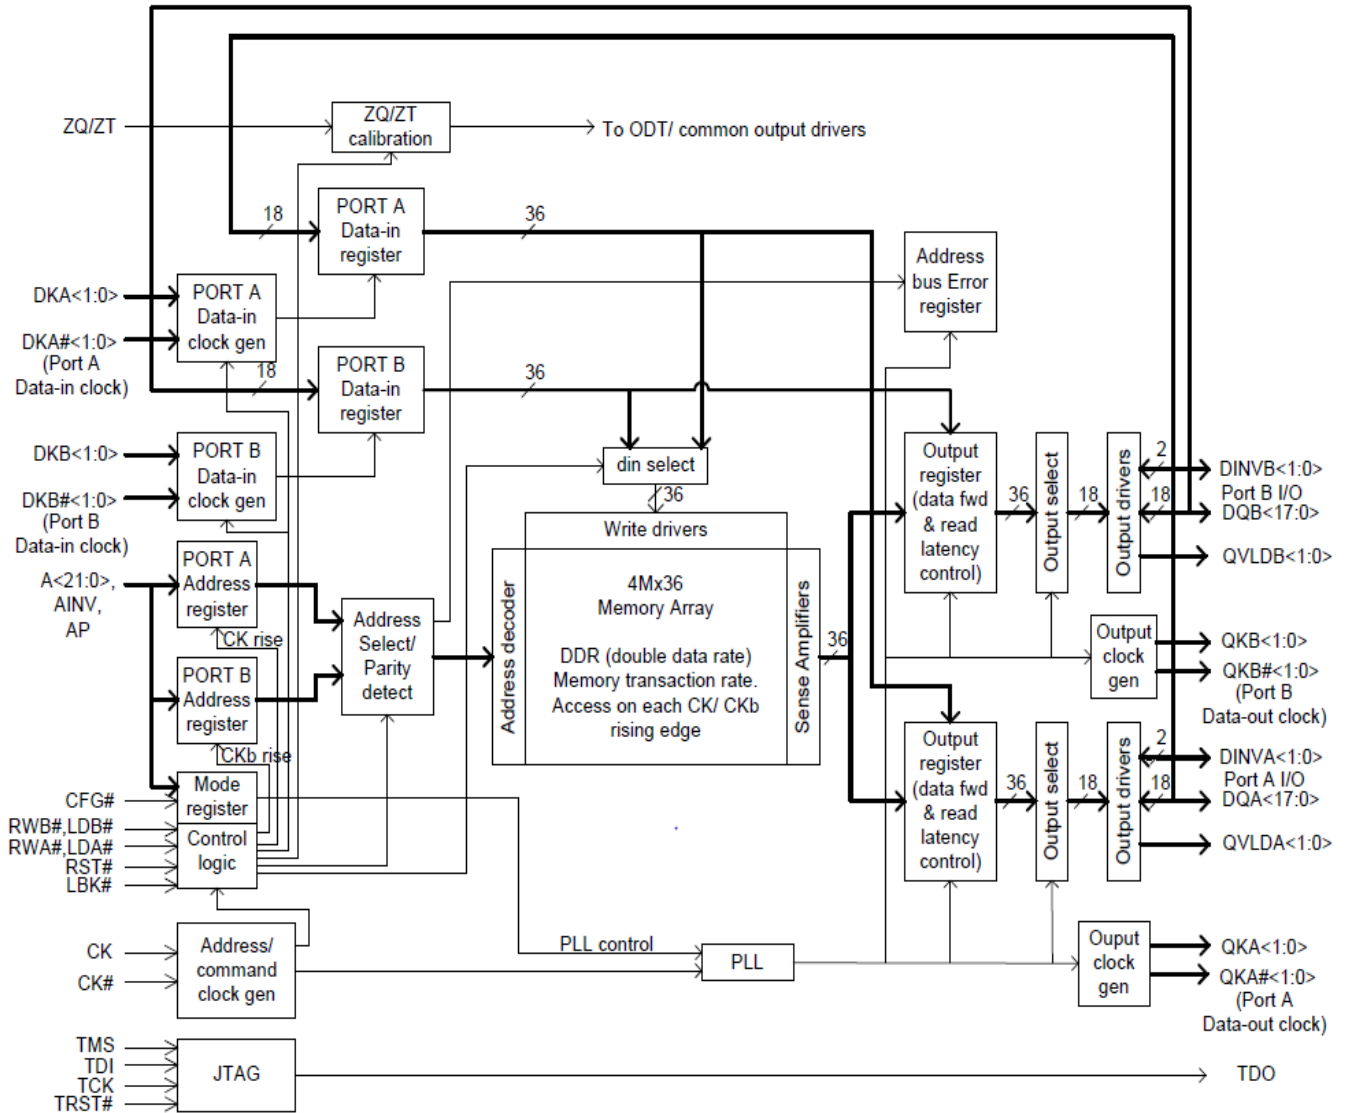 ZQ/ZT
ZQ/ZT
calibration
To ODT/ common output drivers
18
PORT A
Data-in
register
36
Address
bus Error
register
DKA<1:0>
DKA#<1:0>
(Port A
Data-in clock)
PORT A
Data-in
clock gen
18
PORT B
Data-in
register
36
DKB<1:0>
DKB#<1:0>
(Port B
Data-in clock)
PORT B
Data-in
clock gen
din select
36
Write drivers
Output
register
(data fwd
& read
latency
control)
36
Output select
18
Output drivers
2
18
DINVB<1:0>
Port B I/O
DQB<17:0>
QVLDB<1:0>
A<21:0>,
AINV,
AP
PORT A
Address
register
CK rise
PORT B
Address
register
CKb rise
Address
Select/
Parity
detect
Address decoder
4Mx36
Memory Array
DDR (double data rate)
Memory transaction rate.
Access on each CK/ CKb
rising edge
Sense Amplifiers
36
Output
clock
gen
QKB<1:0>
QKB#<1:0>
(Port B
Data-out clock)
Mode
register
Control
logic
CFG#
RWB#,LDB#
RWA#,LDA#
RST#
LBK#
Output
register
(data fwd
& read
latency
control)
36
Output select
18
Output drivers
2
18
DINVA<1:0>
Port A I/O
DQA<17:0>
QVLDA<1:0>
CK
CK#
Address/
command
clock gen
PLL control
PLL
Ouput
clock
gen
QKA<1:0>
QKA#<1:0>
(Port A
Data-out clock)
TMS
TDI
TCK
TRST#
JTAG
TDO